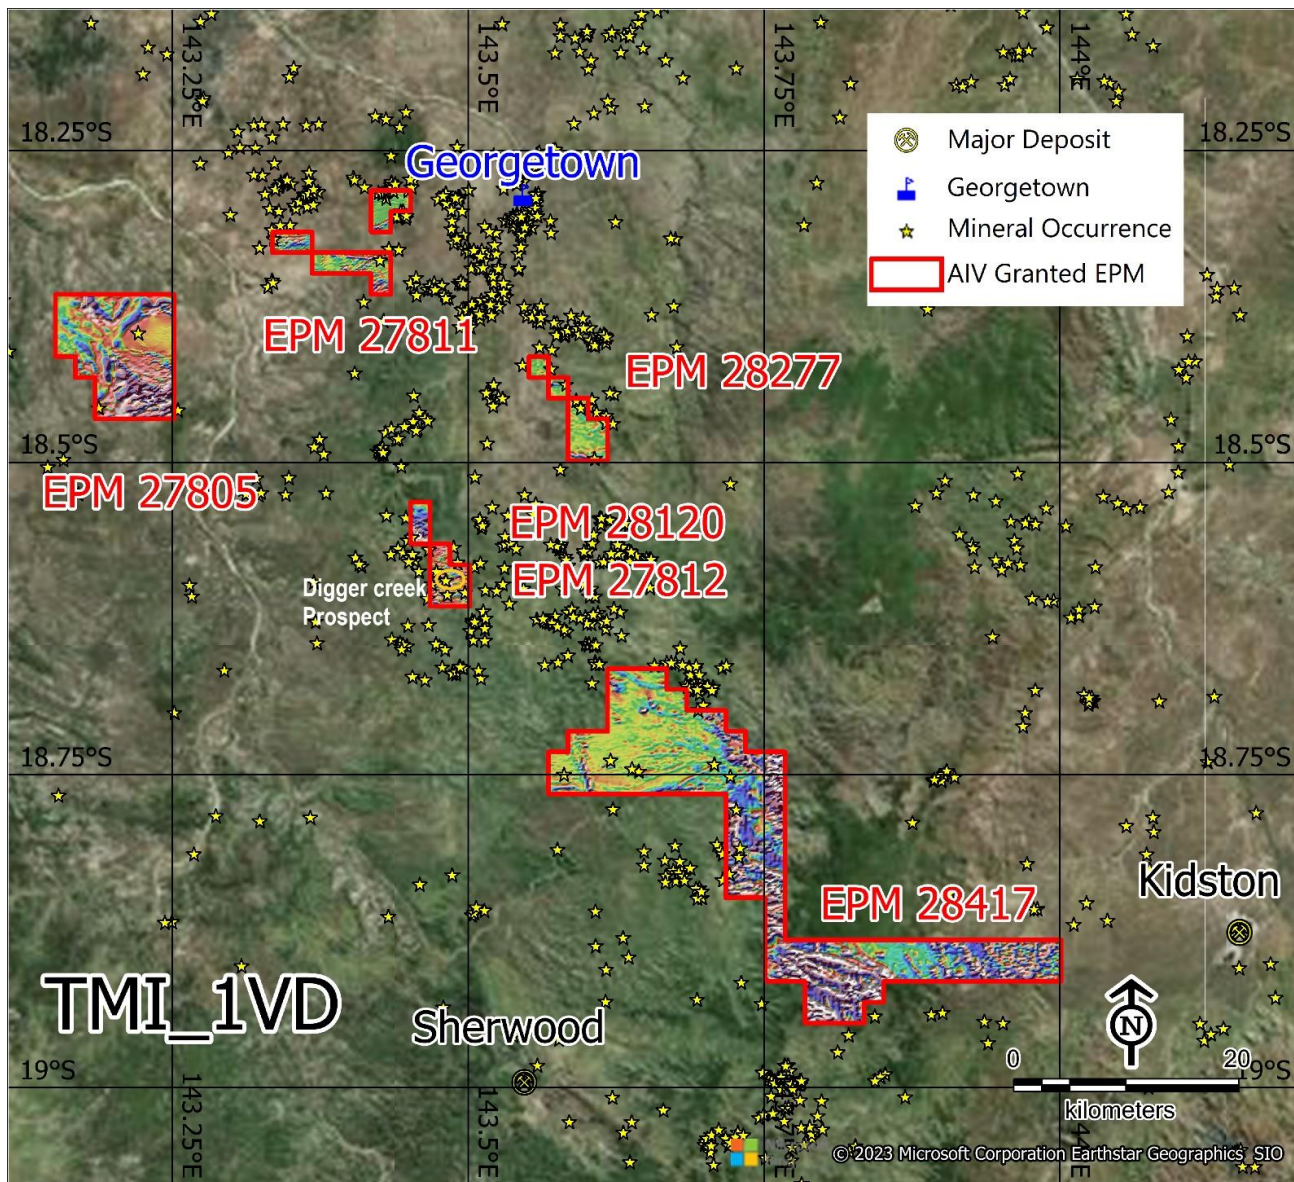 143.25°E
143.5°E
143.75°E
144°E
18.25°S
18.25°S
Major Deposit
Georgetown
Mineral Occurrence
AIV Granted EPM
Georgetown
EPM 27811
EPM 28277
18.5°S
18.5°S
EPM 27805
EPM 28120
EPM 27812
Digger creek
Prospect
18.75°S
18.75°S
Kidston
EPM 28417
TMI_1VD
Sherwood
N
0
20
kilometers
19°S
19°S
143.25°E
143.5°E
© 2023 Microsoft Corporation Earthstar Geographics SIO